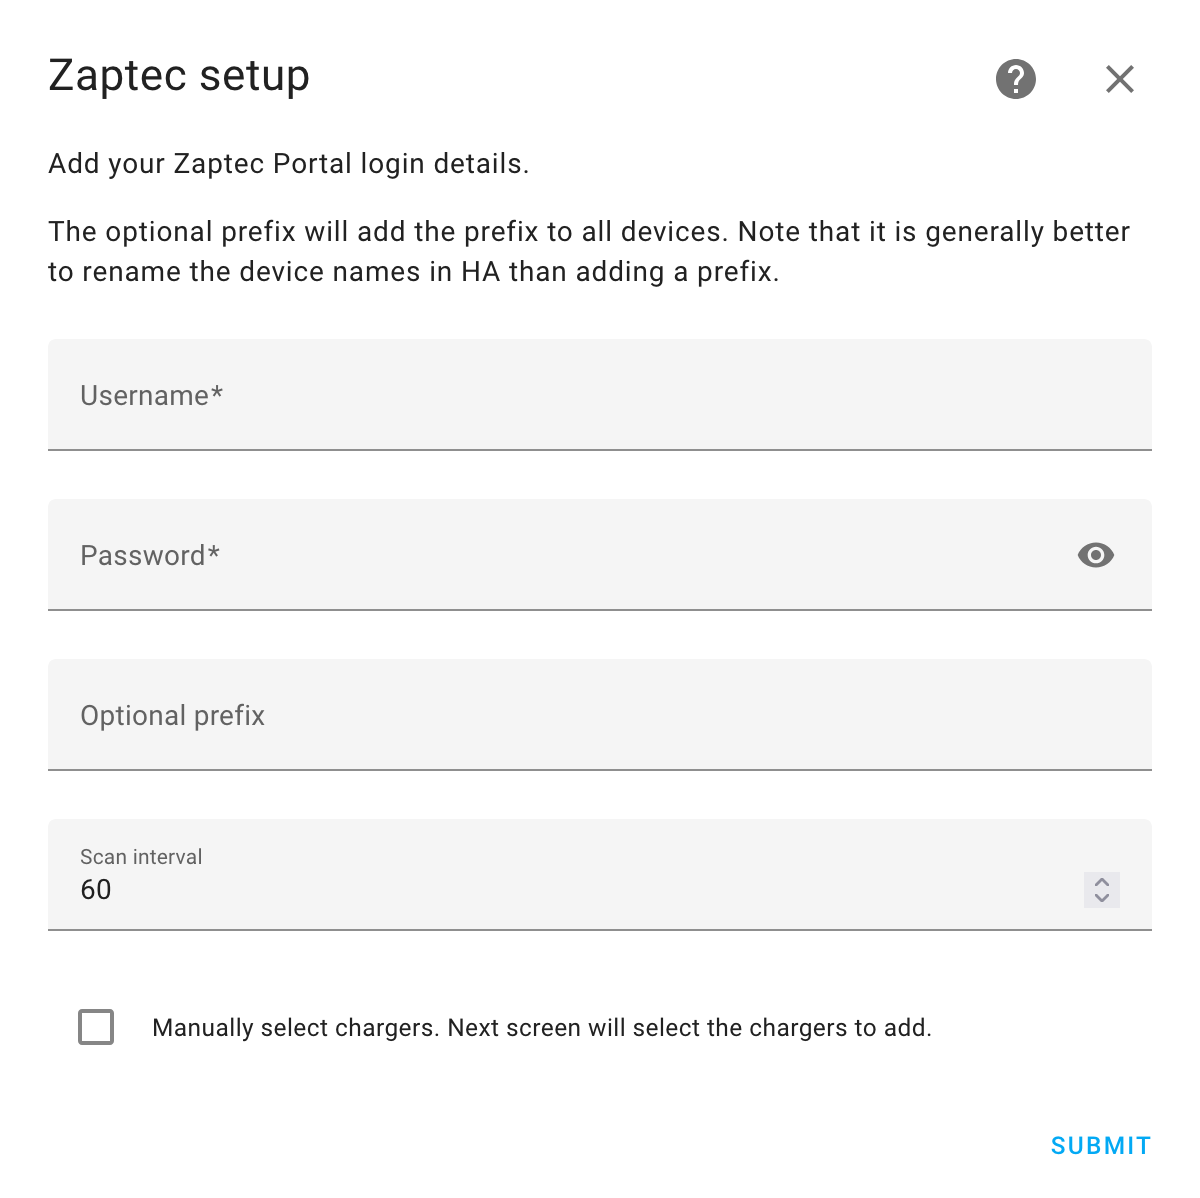 Zaptec setup
Add your Zaptec Portal login details.
The optional prefix will add the prefix to all devices. Note that it is generally better
to rename the device names in HA than adding a prefix.
Username*
Password*
Optional prefix
Scan interval
60
Manually select chargers. Next screen will select the chargers to add.
SUBMIT